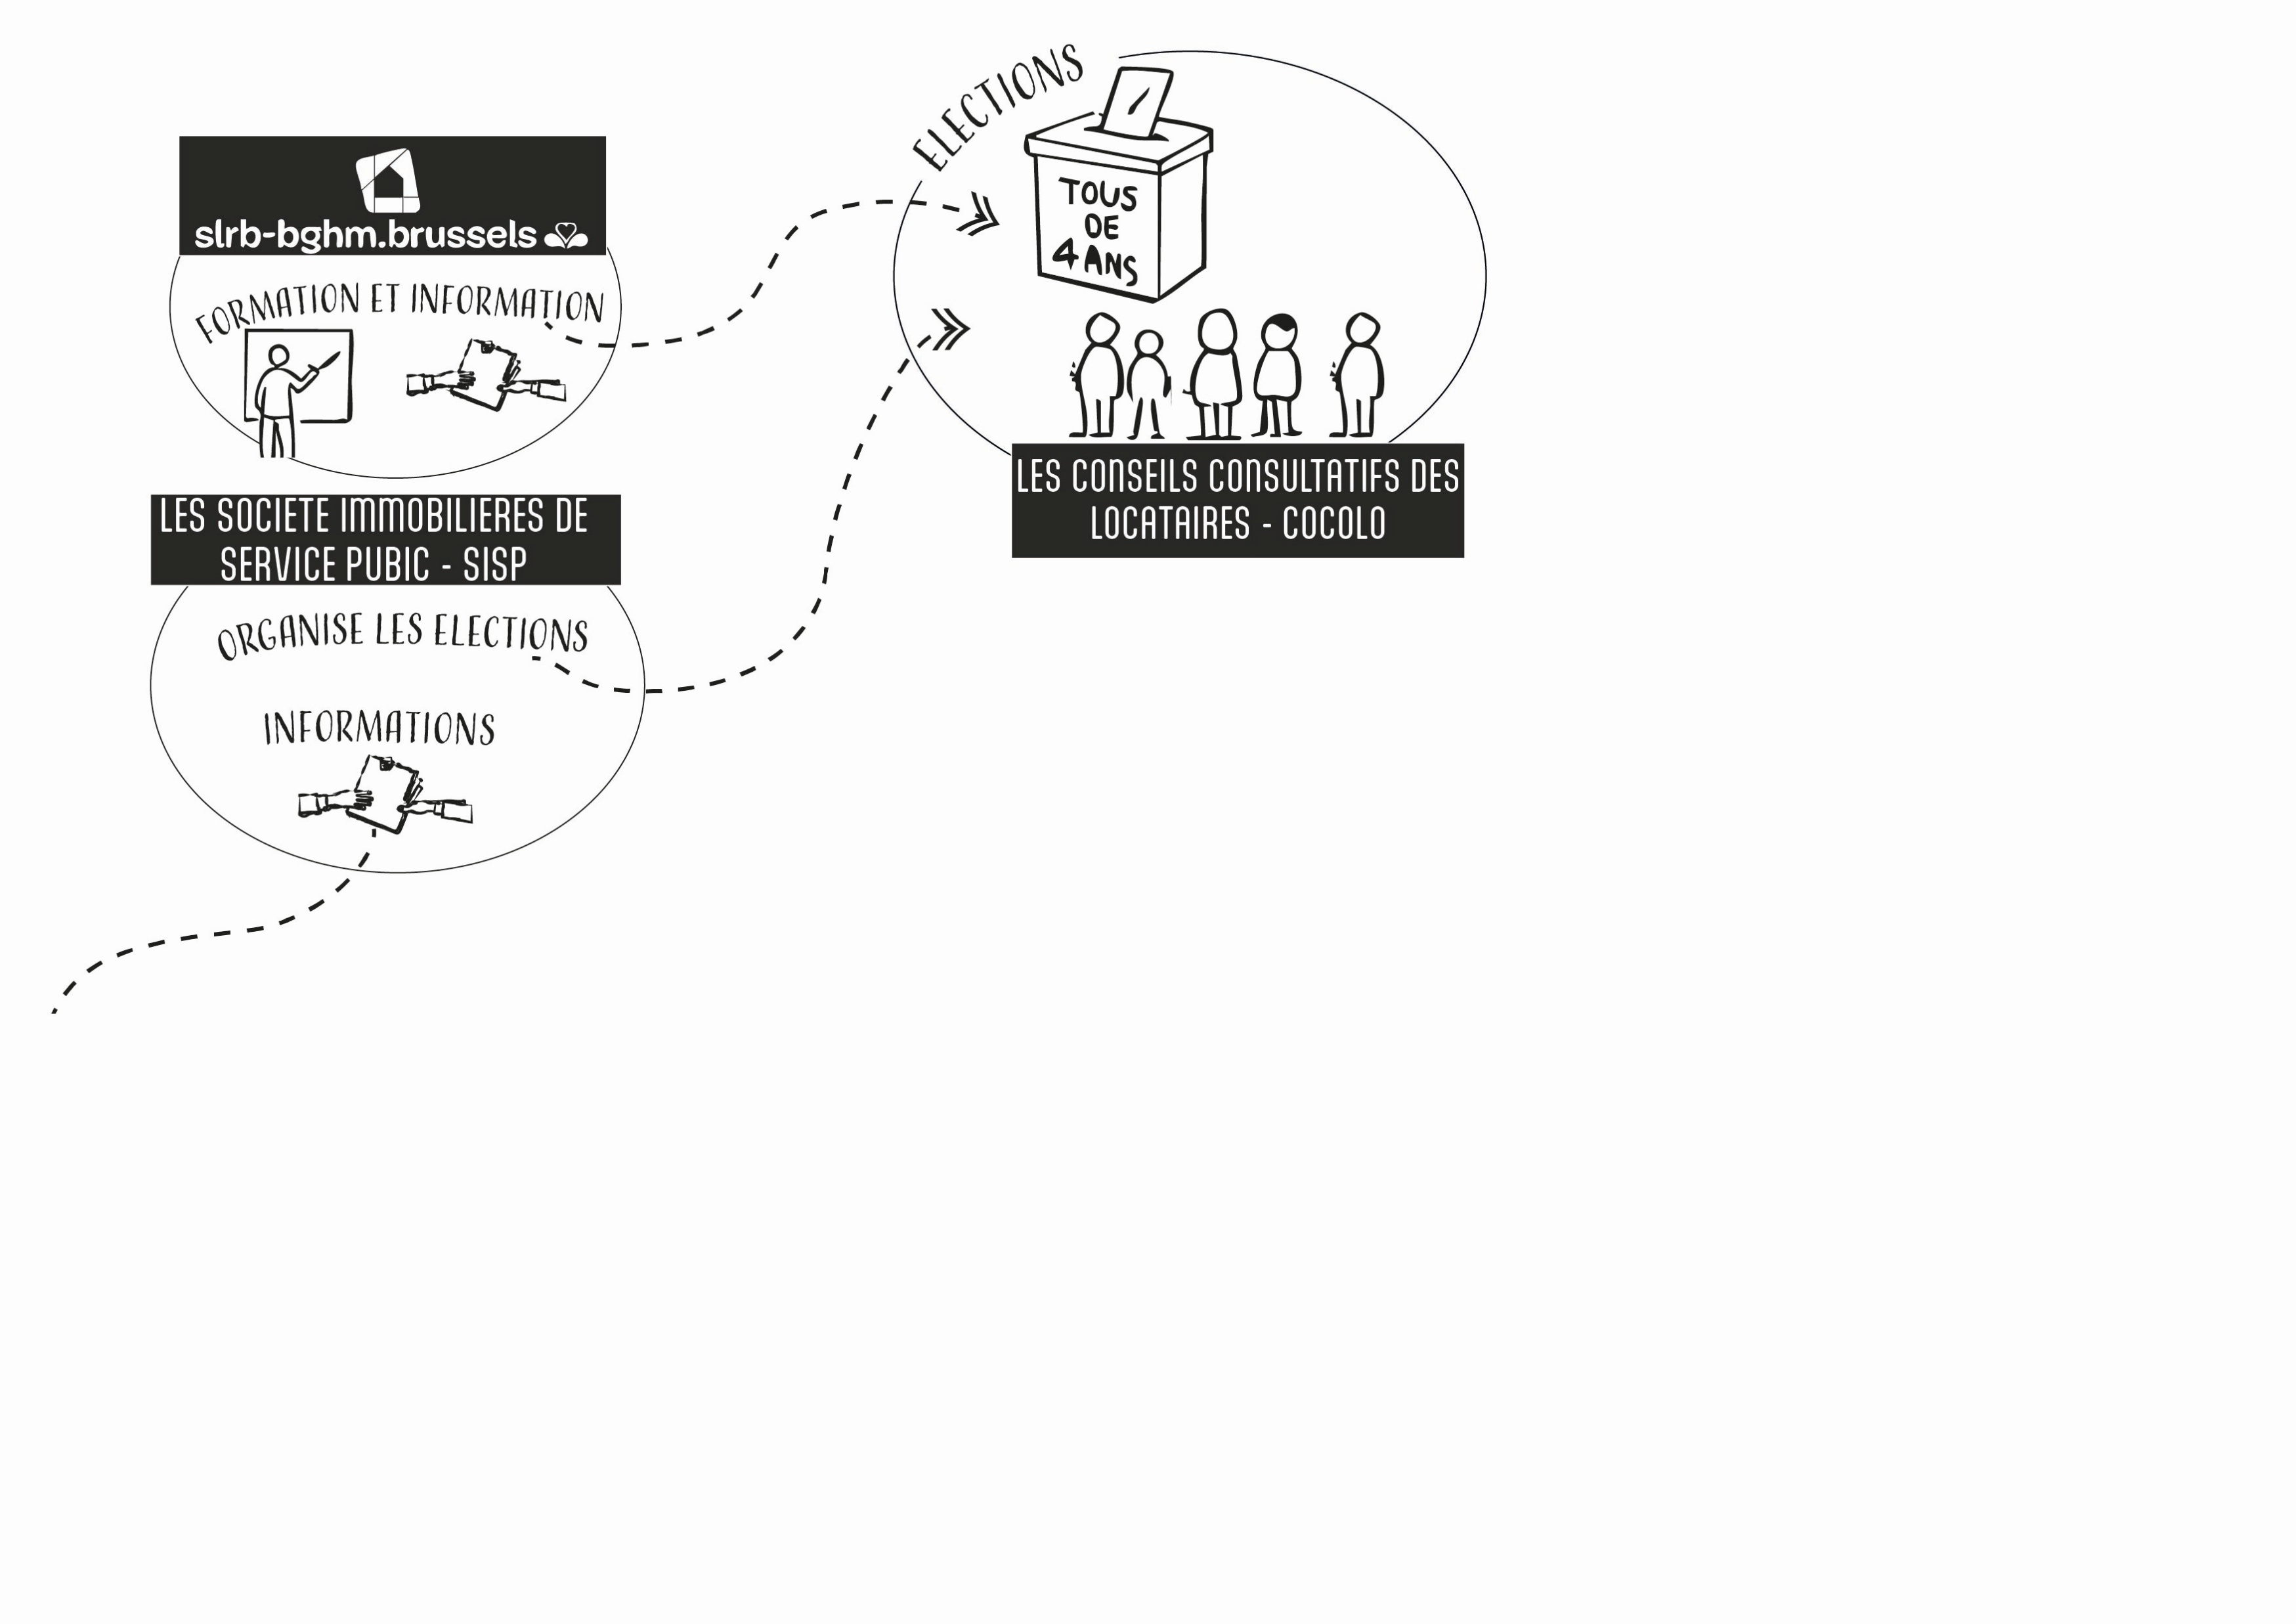 slrb-bghm.brussels
FORMATION ET INFORMATION
LES SOCIETE IMMOBILIERES DE
SERVICE PUBIC - SISP
ORGANISE LES ELECTIONS
INFORMATIONS
ELECTIONS
TOUS
DE
4 ANS
LES CONSEILS CONSULTATIFS DES
LOCATAIRES - COCOLO